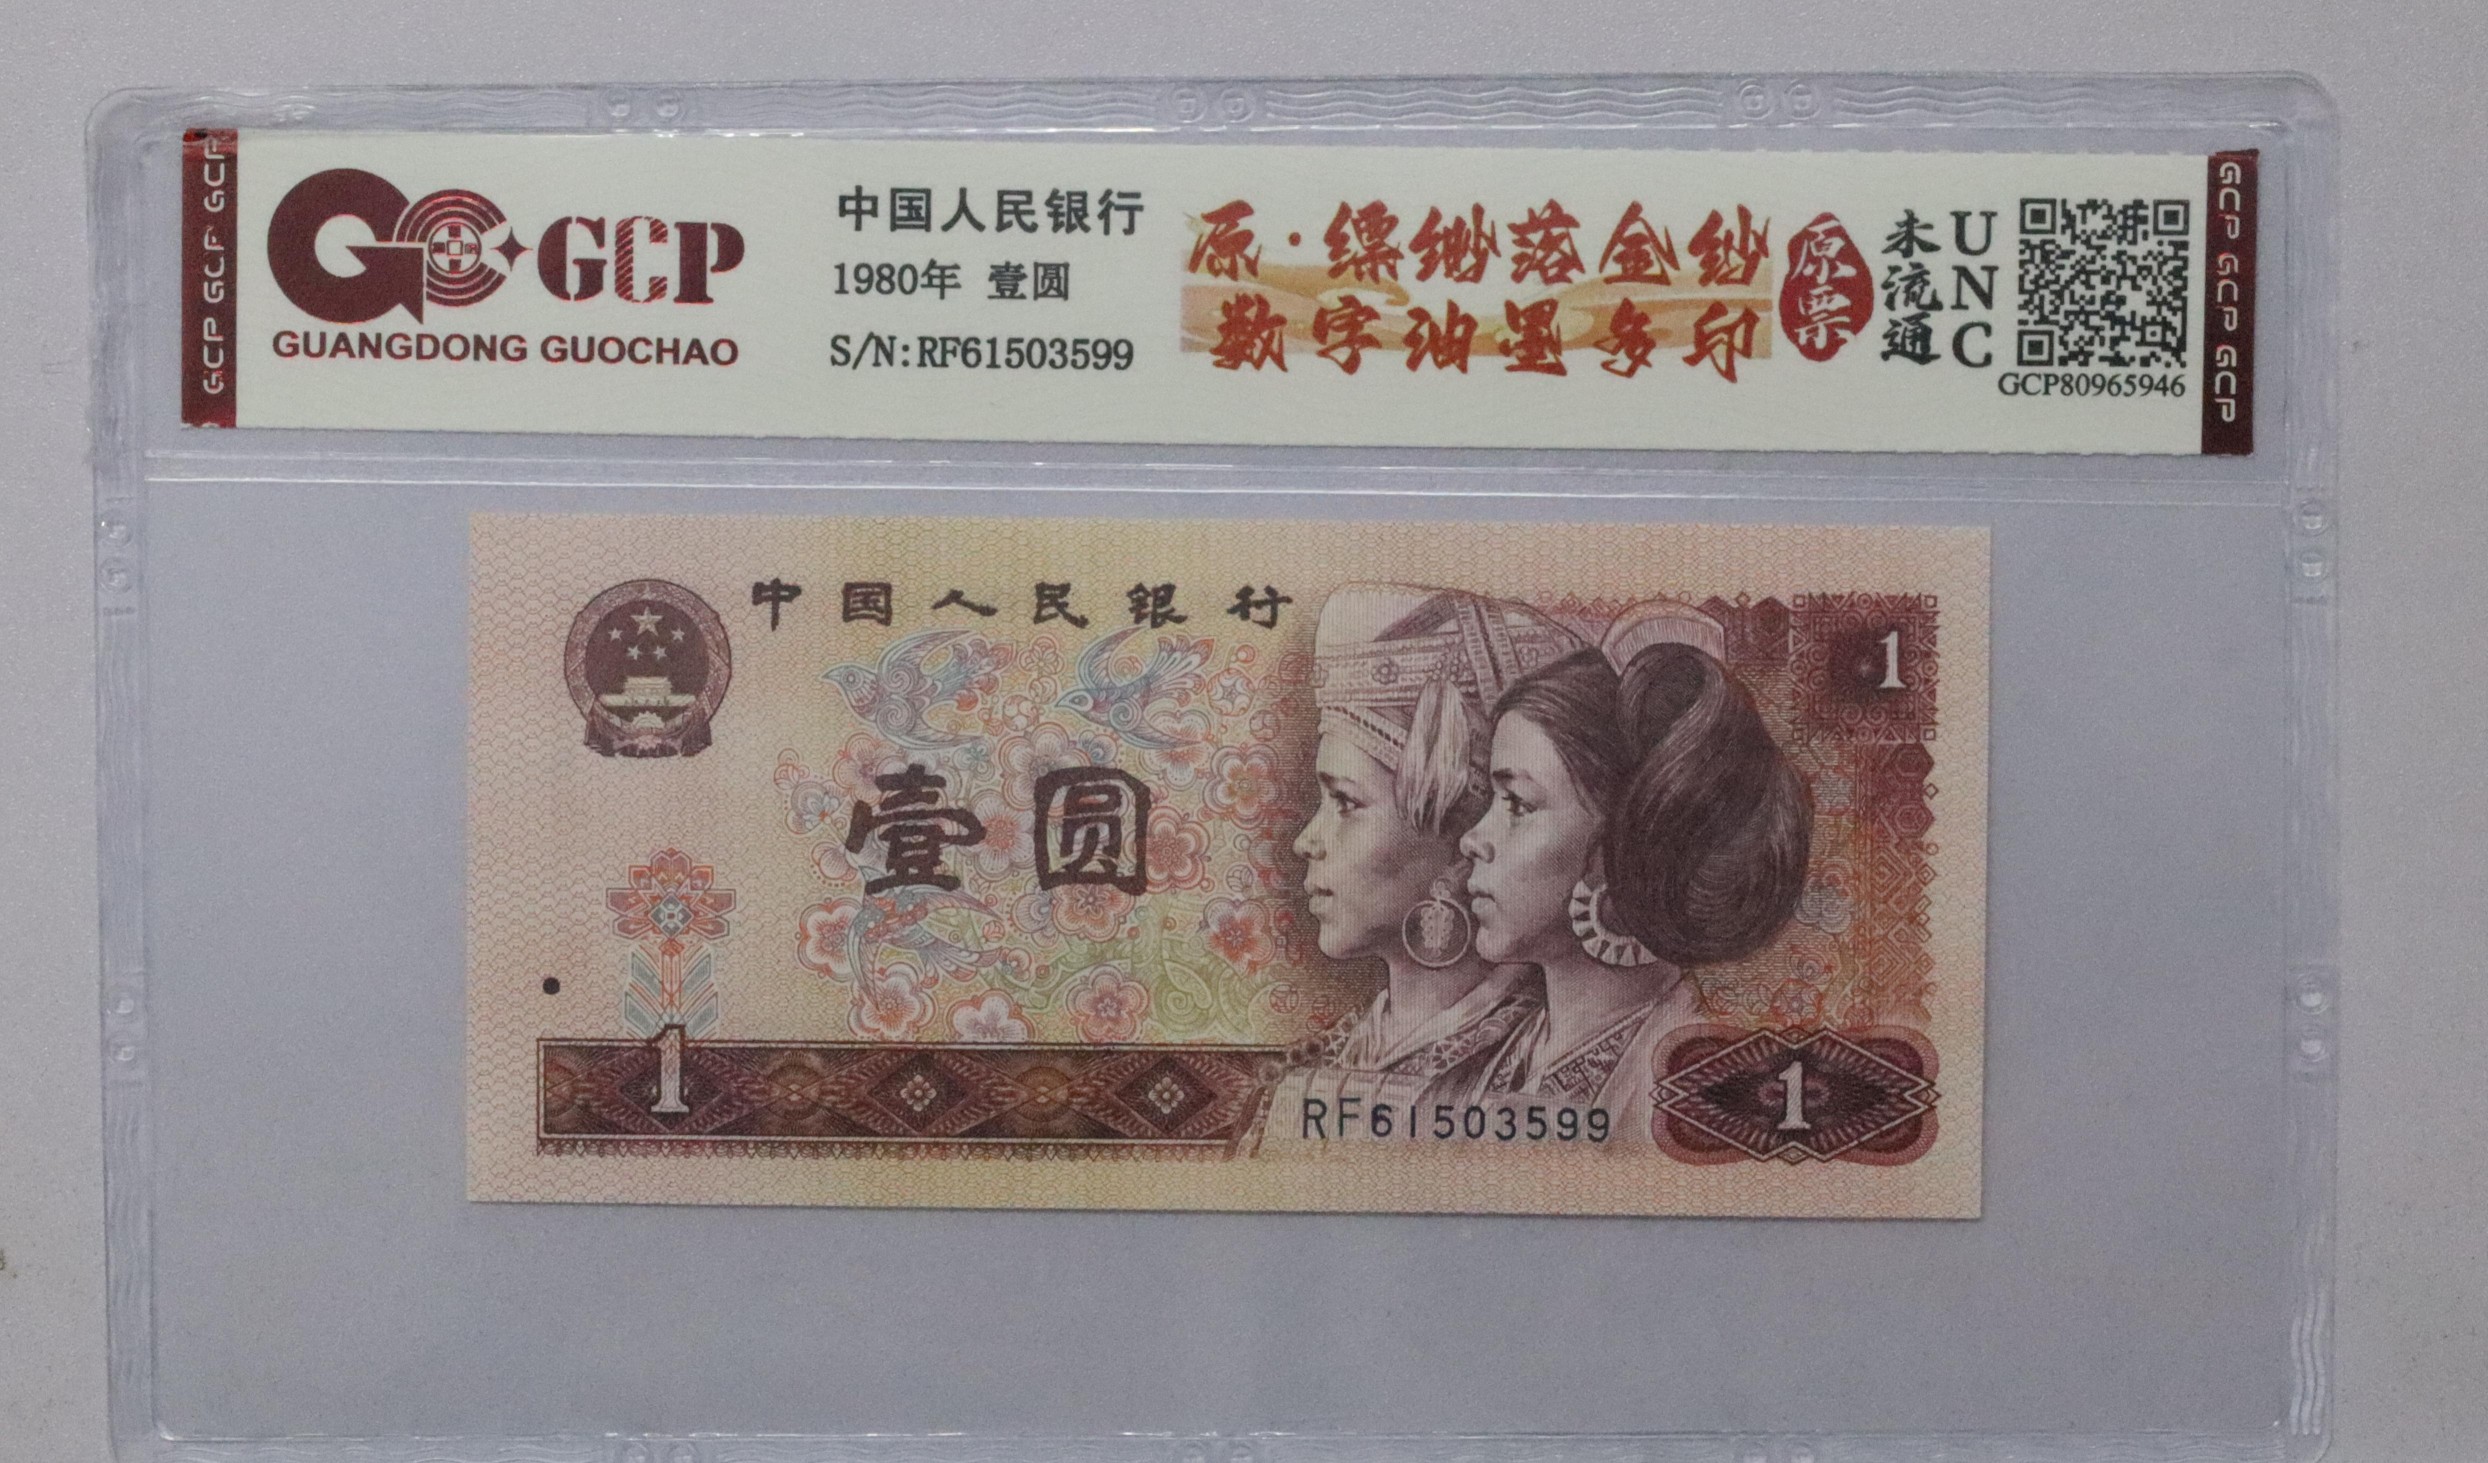 GCP GCP GCP
GCP
GUANGDONG GUOCHAO
中国人民银行
1980年 壹圆
S/N:RF61503599
原·缥缈落金纱
数字油墨多印
原票
未流通
UNC
GCP80965946
GCP GCP GCP
中国人民银行
1
壹圆
1
RF61503599
1